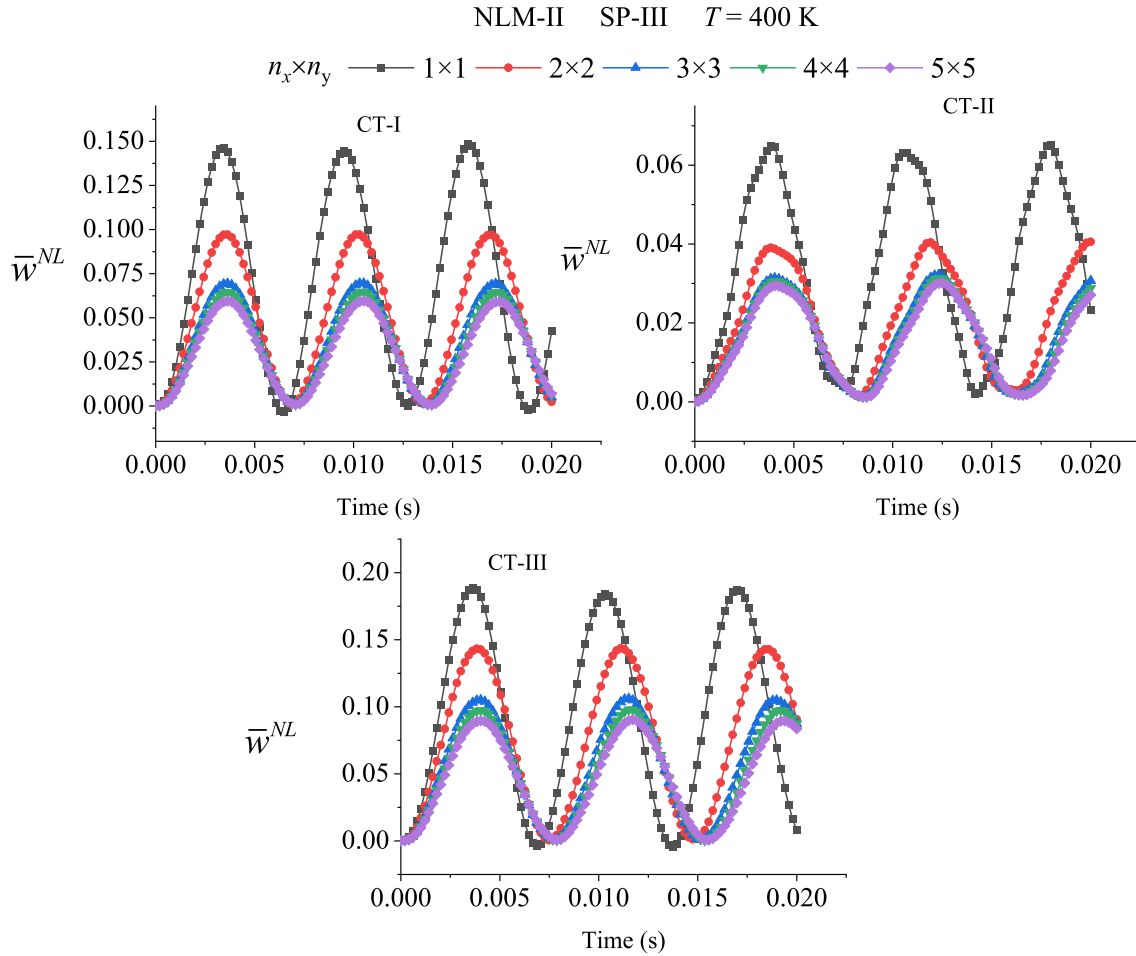 NLM-II SP-III T = 400 K
nₓ×n_y 1×1 2×2 3×3 4×4 5×5
CT-I
0.150
0.125
0.100
0.075
0.050
0.025
0.000
w̅ᴺᴸ
0.000 0.005 0.010 0.015 0.020
Time (s)
CT-II
0.06
0.04
0.02
0.00
w̅ᴺᴸ
0.000 0.005 0.010 0.015 0.020
Time (s)
CT-III
0.20
0.15
0.10
0.05
0.00
w̅ᴺᴸ
0.000 0.005 0.010 0.015 0.020
Time (s)